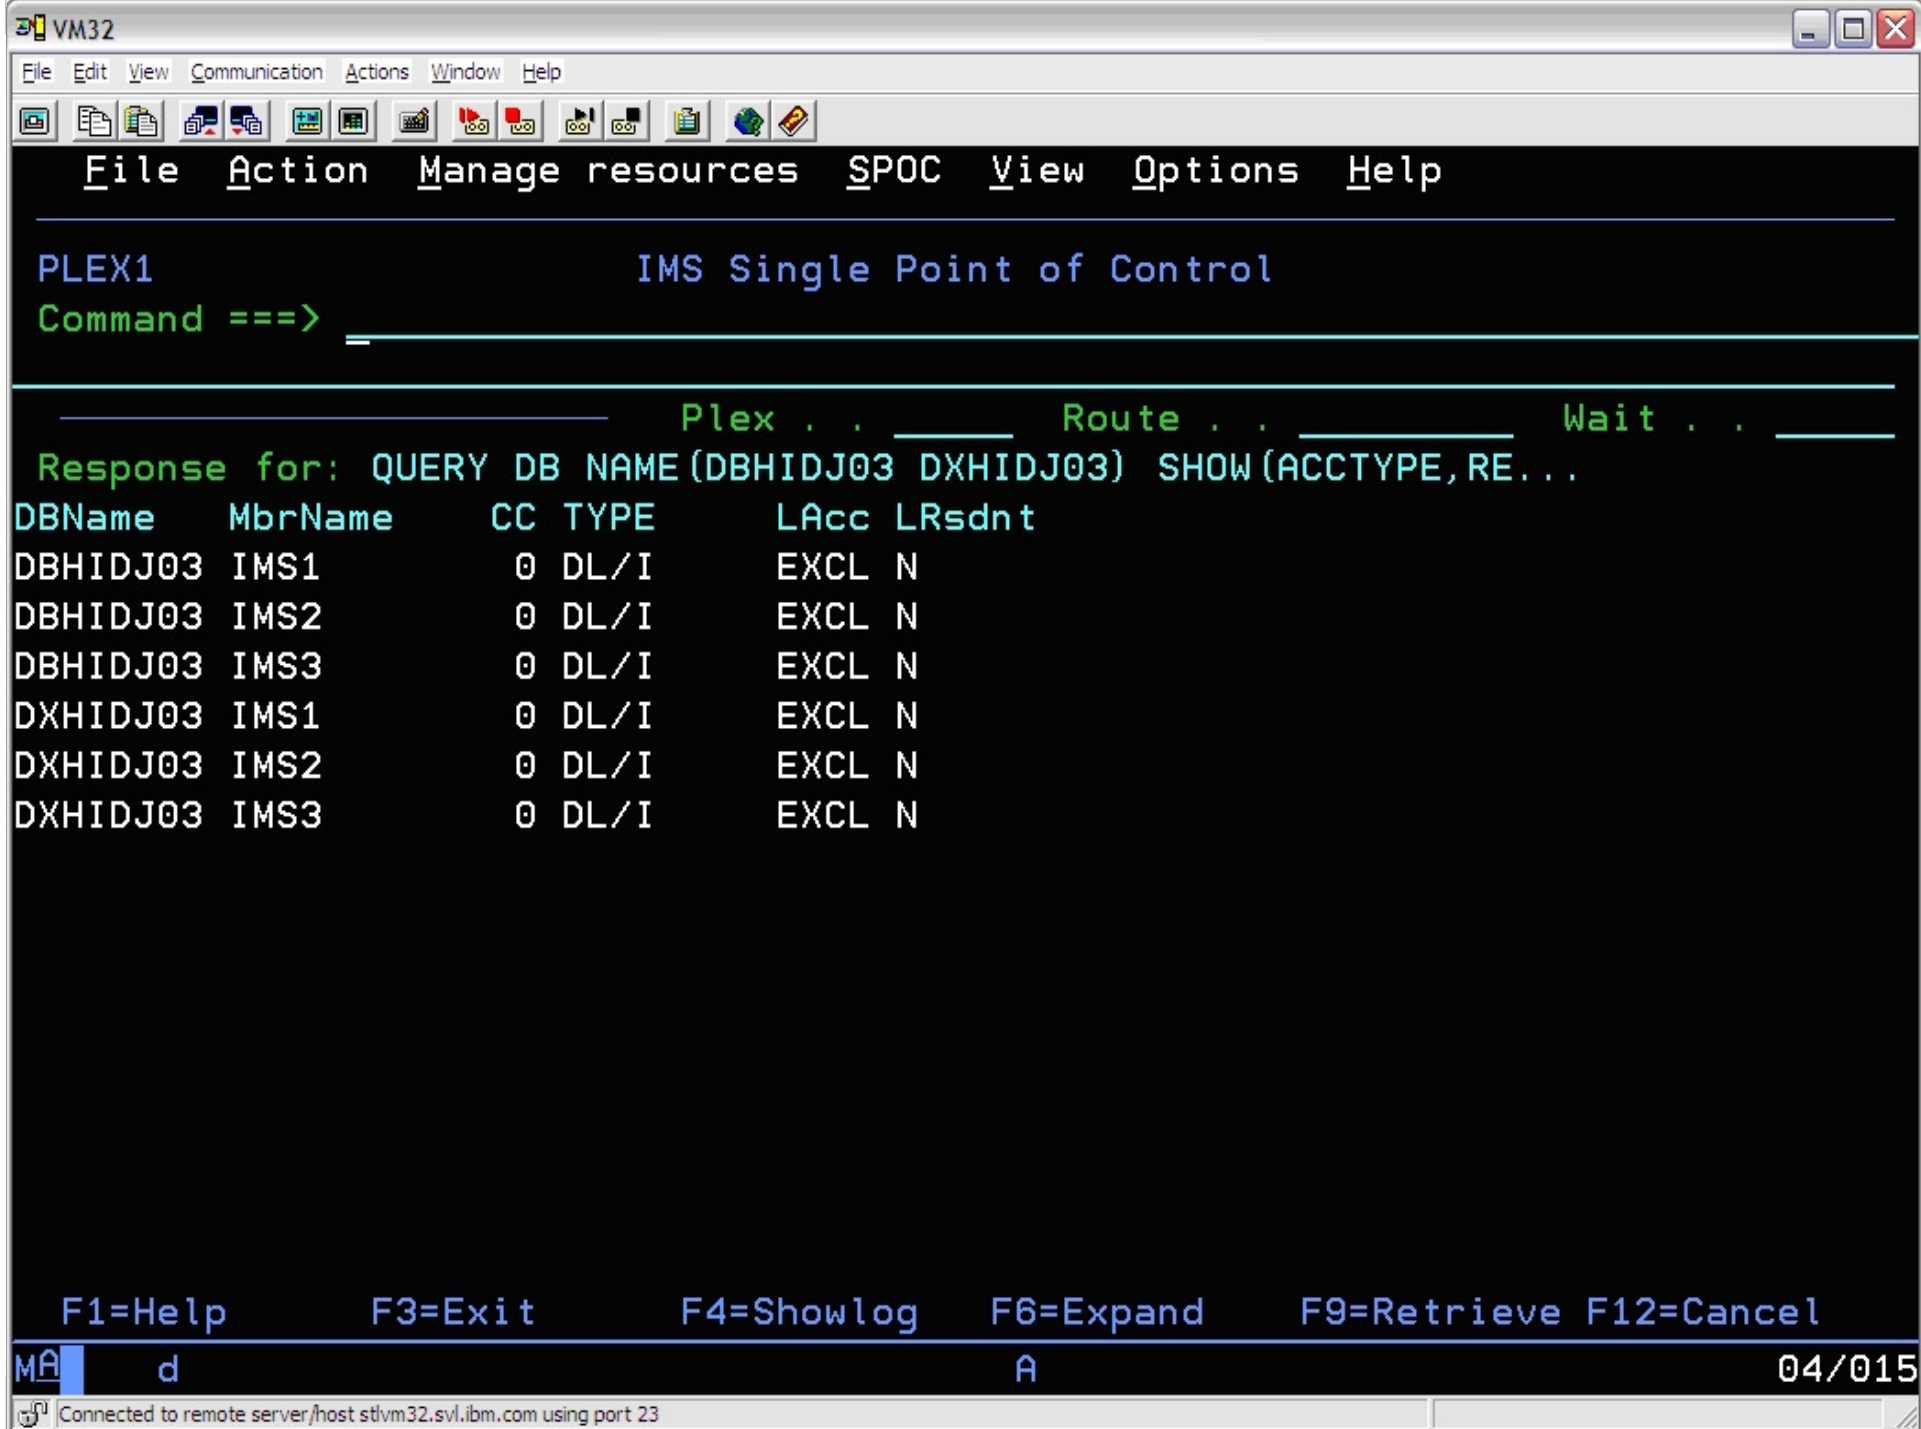 VM32
File Edit View Communication Actions Window Help
File Action Manage resources SPOC View Options Help
PLEX1 IMS Single Point of Control
Command ===>
Plex . . Route . . Wait . .
Response for: QUERY DB NAME(DBHIDJ03 DXHIDJ03) SHOW(ACCTYPE,RE...
DBName MbrName CC TYPE LAcc LRsdnt
DBHIDJ03 IMS1 0 DL/I EXCL N
DBHIDJ03 IMS2 0 DL/I EXCL N
DBHIDJ03 IMS3 0 DL/I EXCL N
DXHIDJ03 IMS1 0 DL/I EXCL N
DXHIDJ03 IMS2 0 DL/I EXCL N
DXHIDJ03 IMS3 0 DL/I EXCL N
F1=Help F3=Exit F4=Showlog F6=Expand F9=Retrieve F12=Cancel
MA d A 04/015
Connected to remote server/host stlvm32.svl.ibm.com using port 23